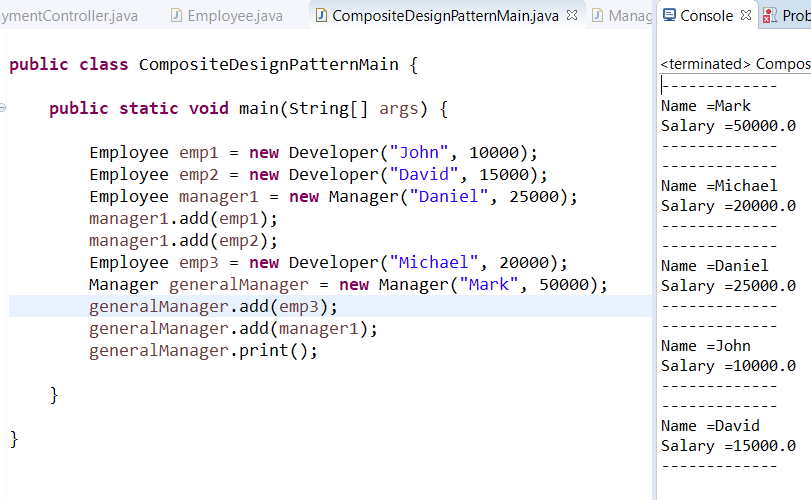 ymentController.java Employee.java CompositeDesignPatternMain.java Manag
public class CompositeDesignPatternMain {
public static void main(String[] args) {
Employee emp1 = new Developer("John", 10000);
Employee emp2 = new Developer("David", 15000);
Employee manager1 = new Manager("Daniel", 25000);
manager1.add(emp1);
manager1.add(emp2);
Employee emp3 = new Developer("Michael", 20000);
Manager generalManager = new Manager("Mark", 50000);
generalManager.add(emp3);
generalManager.add(manager1);
generalManager.print();
}
}
Console Prob
<terminated> Compos
-------------
Name =Mark
Salary =50000.0
-------------
-------------
Name =Michael
Salary =20000.0
-------------
-------------
Name =Daniel
Salary =25000.0
-------------
-------------
Name =John
Salary =10000.0
-------------
-------------
Name =David
Salary =15000.0
-------------